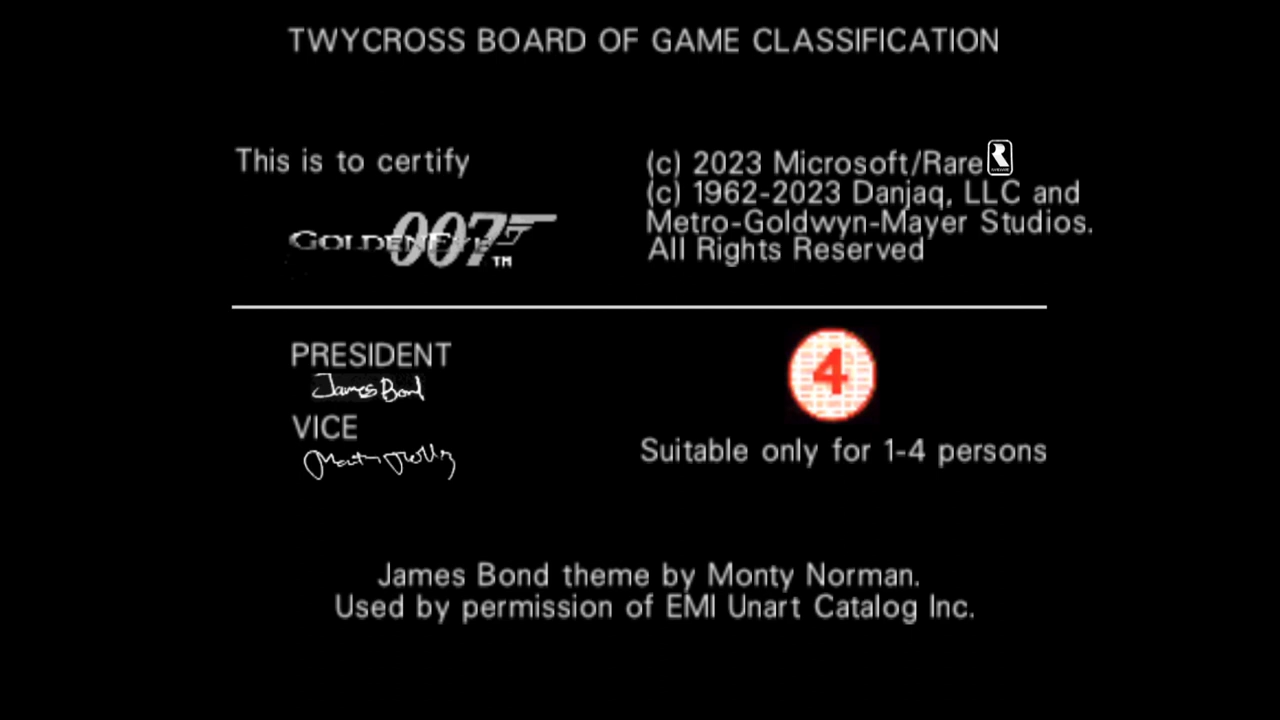 TWYCROSS BOARD OF GAME CLASSIFICATION
This is to certify
GOLDENEYE 007 TM
(c) 2023 Microsoft/Rare
(c) 1962-2023 Danjaq, LLC and
Metro-Goldwyn-Mayer Studios.
All Rights Reserved
PRESIDENT
James Bond
VICE
4
Suitable only for 1-4 persons
James Bond theme by Monty Norman.
Used by permission of EMI Unart Catalog Inc.